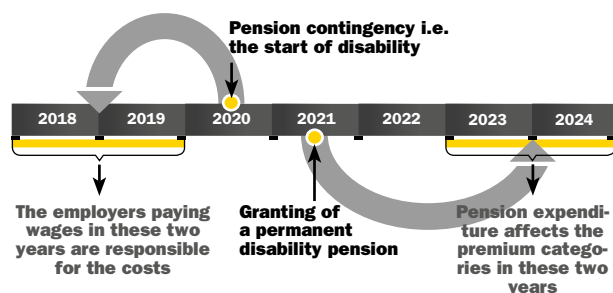 Pension contingency i.e.
the start of disability
2018 2019 2020 2021 2022 2023 2024
The employers paying
wages in these two
years are responsible
for the costs
Granting of
a permanent
disability pension
Pension expendi-
ture affects the
premium catego-
ries in these two
years